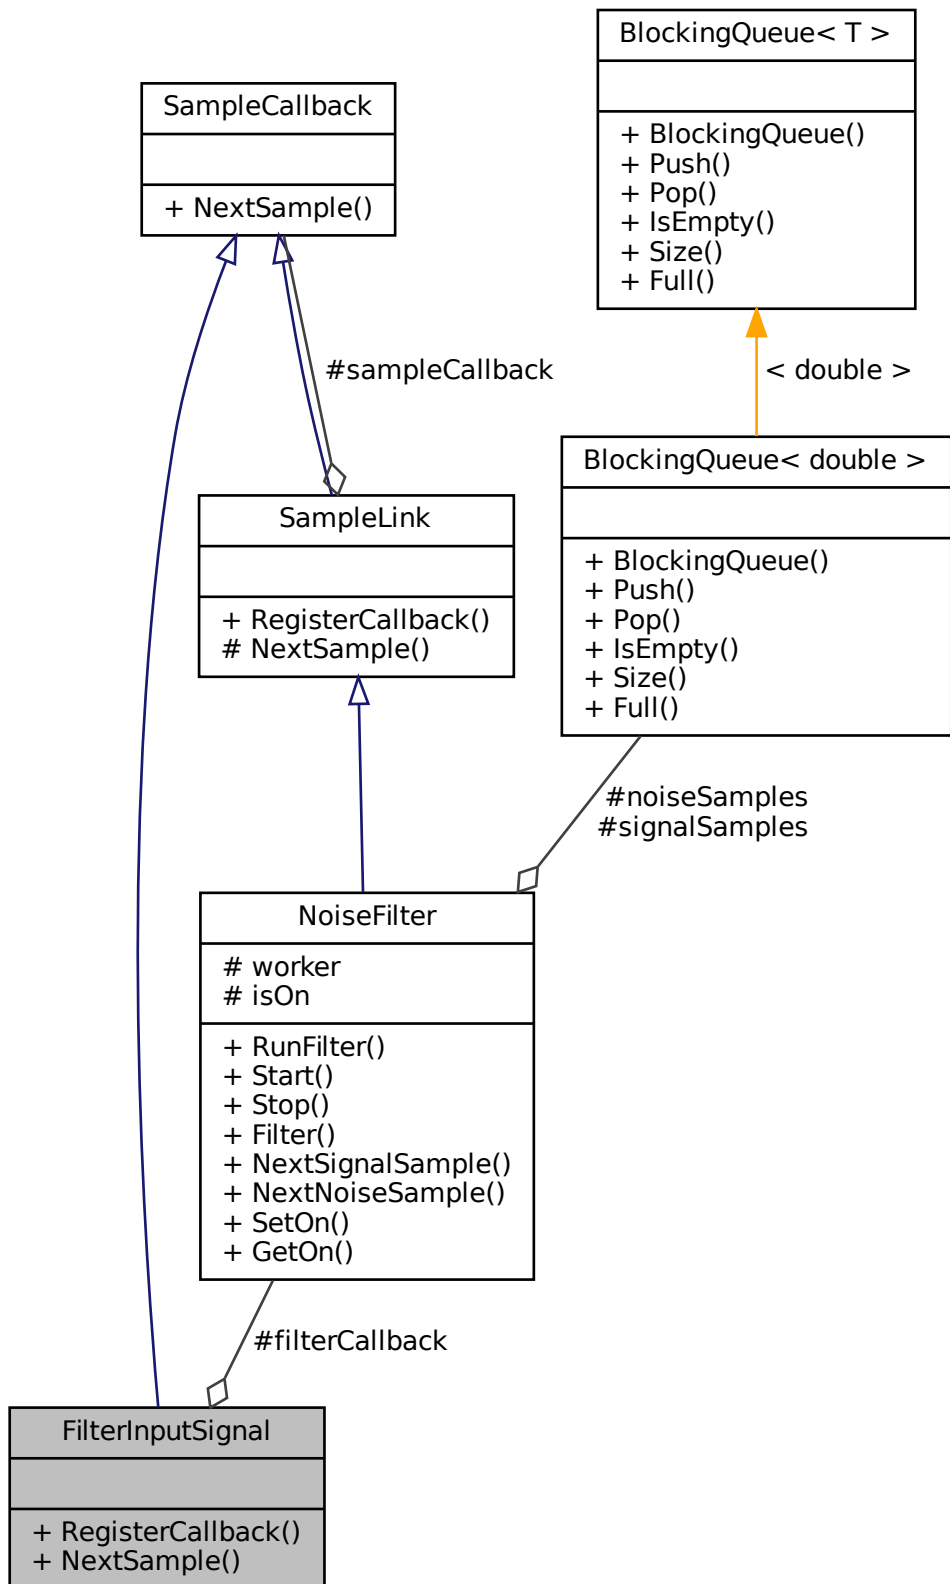 BlockingQueue< T >
+ BlockingQueue()
+ Push()
+ Pop()
+ IsEmpty()
+ Size()
+ Full()
SampleCallback
+ NextSample()
#sampleCallback
< double >
BlockingQueue< double >
+ BlockingQueue()
+ Push()
+ Pop()
+ IsEmpty()
+ Size()
+ Full()
SampleLink
+ RegisterCallback()
# NextSample()
#noiseSamples
#signalSamples
NoiseFilter
# worker
# isOn
+ RunFilter()
+ Start()
+ Stop()
+ Filter()
+ NextSignalSample()
+ NextNoiseSample()
+ SetOn()
+ GetOn()
#filterCallback
FilterInputSignal
+ RegisterCallback()
+ NextSample()